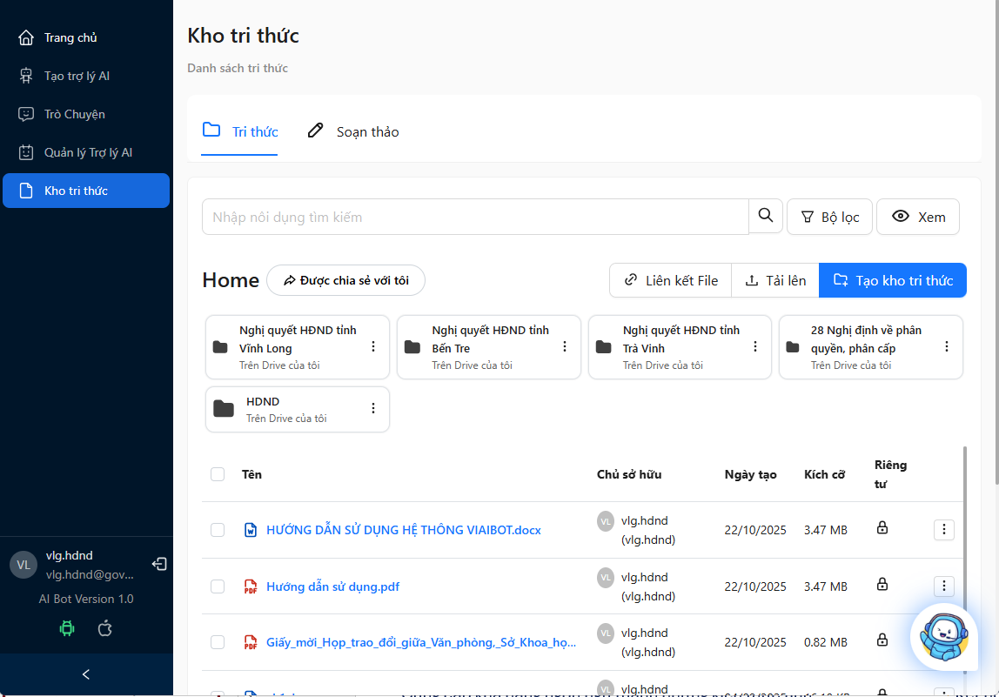 Trang chủ
Tạo trợ lý AI
Trò Chuyện
Quản lý Trợ lý AI
Kho tri thức
VL
vlg.hdnd
vlg.hdnd@gov...
AI Bot Version 1.0
Kho tri thức
Danh sách tri thức
Tri thức
Soạn thảo
Nhập nôi dụng tìm kiếm
Bộ lọc
Xem
Home
Được chia sẻ với tôi
Liên kết File
Tải lên
Tạo kho tri thức
Nghị quyết HĐND tỉnh
Vĩnh Long
Trên Drive của tôi
Nghị quyết HĐND tỉnh
Bến Tre
Trên Drive của tôi
Nghị quyết HĐND tỉnh
Trà Vinh
Trên Drive của tôi
28 Nghị định về phân
quyền, phân cấp
Trên Drive của tôi
HDND
Trên Drive của tôi
Tên
Chủ sở hữu
Ngày tạo
Kích cỡ
Riêng
tư
HƯỚNG DẪN SỬ DỤNG HỆ THỐNG VIAIBOT.docx
VL
vlg.hdnd
(vlg.hdnd)
22/10/2025
3.47 MB
PDF
Hướng dẫn sử dụng.pdf
VL
vlg.hdnd
(vlg.hdnd)
22/10/2025
3.47 MB
PDF
Giấy_mời_Họp_trao_đổi_giữa_Văn_phòng,_Sở_Khoa_họ...
VL
vlg.hdnd
(vlg.hdnd)
22/10/2025
0.82 MB
VL
vlg.hdnd